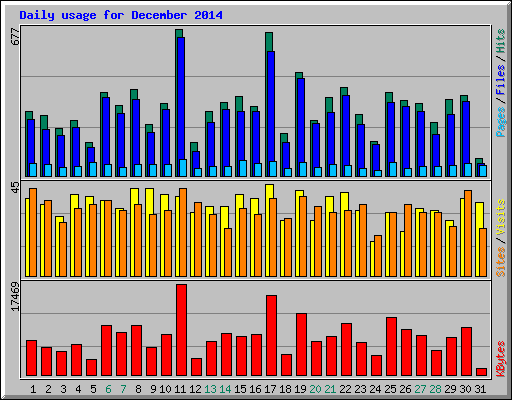 Daily usage for December 2014
677
Pages / Files / Hits
45
Sites / Visits
17469
KBytes
1 2 3 4 5 6 7 8 9 10 11 12 13 14 15 16 17 18 19 20 21 22 23 24 25 26 27 28 29 30 31